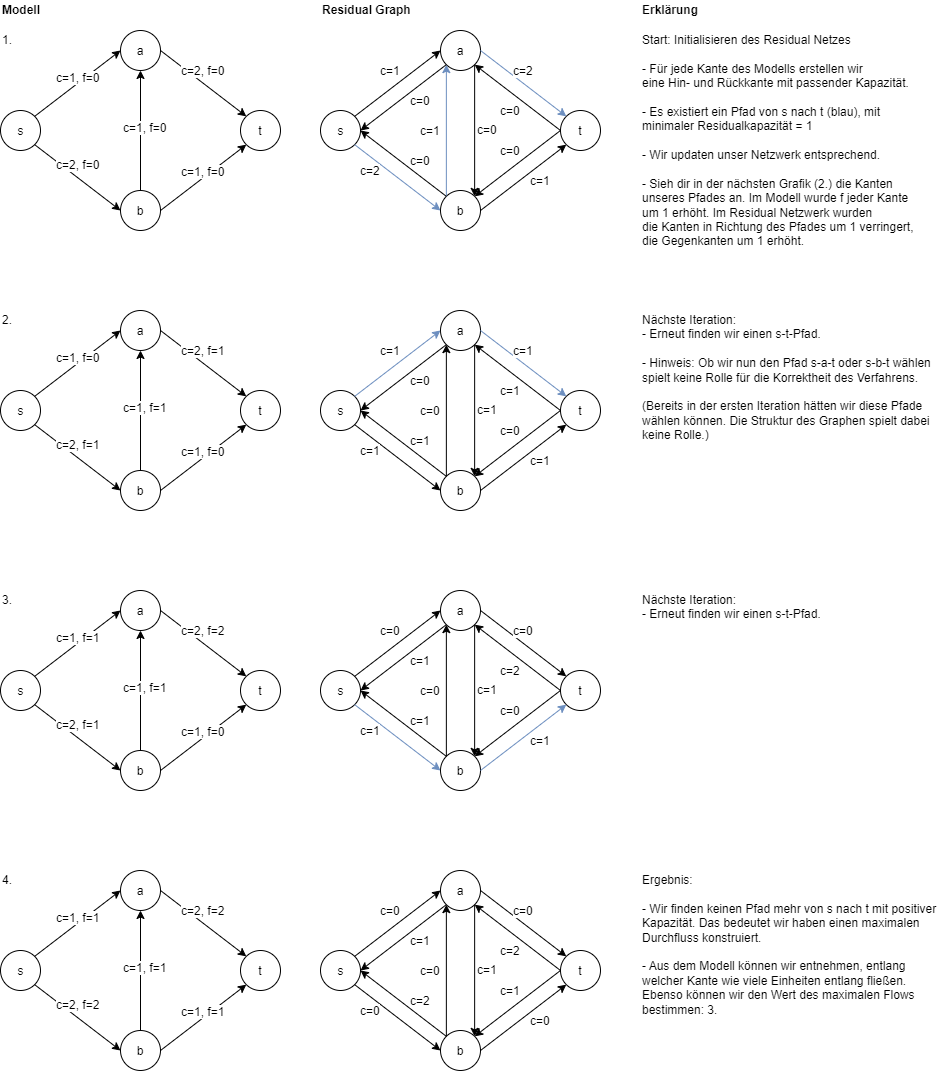 Modell
Residual Graph
Erklärung
1.
a
c=1, f=0
c=2, f=0
s
c=1, f=0
t
c=2, f=0
c=1, f=0
b
a
c=1
c=2
c=0
c=0
s
c=1
c=0
t
c=0
c=0
c=2
c=1
b
Start: Initialisieren des Residual Netzes
- Für jede Kante des Modells erstellen wir
eine Hin- und Rückkante mit passender Kapazität.
- Es existiert ein Pfad von s nach t (blau), mit
minimaler Residualkapazität = 1
- Wir updaten unser Netzwerk entsprechend.
- Sieh dir in der nächsten Grafik (2.) die Kanten
unseres Pfades an. Im Modell wurde f jeder Kante
um 1 erhöht. Im Residual Netzwerk wurden
die Kanten in Richtung des Pfades um 1 verringert,
die Gegenkanten um 1 erhöht.
2.
a
c=1, f=0
c=2, f=1
s
c=1, f=1
t
c=2, f=1
c=1, f=0
b
a
c=1
c=1
c=0
c=1
s
c=0
c=1
t
c=1
c=0
c=1
c=1
b
Nächste Iteration:
- Erneut finden wir einen s-t-Pfad.
- Hinweis: Ob wir nun den Pfad s-a-t oder s-b-t wählen
spielt keine Rolle für die Korrektheit des Verfahrens.
(Bereits in der ersten Iteration hätten wir diese Pfade
wählen können. Die Struktur des Graphen spielt dabei
keine Rolle.)
3.
a
c=1, f=1
c=2, f=2
s
c=1, f=1
t
c=2, f=1
c=1, f=0
b
a
c=0
c=0
c=1
c=2
s
c=0
c=1
t
c=1
c=0
c=1
c=1
b
Nächste Iteration:
- Erneut finden wir einen s-t-Pfad.
4.
a
c=1, f=1
c=2, f=2
s
c=1, f=1
t
c=2, f=2
c=1, f=1
b
a
c=0
c=0
c=1
c=2
s
c=0
c=1
t
c=2
c=1
c=0
c=0
b
Ergebnis:
- Wir finden keinen Pfad mehr von s nach t mit positiver
Kapazität. Das bedeutet wir haben einen maximalen
Durchfluss konstruiert.
- Aus dem Modell können wir entnehmen, entlang
welcher Kante wie viele Einheiten entlang fließen.
Ebenso können wir den Wert des maximalen Flows
bestimmen: 3.